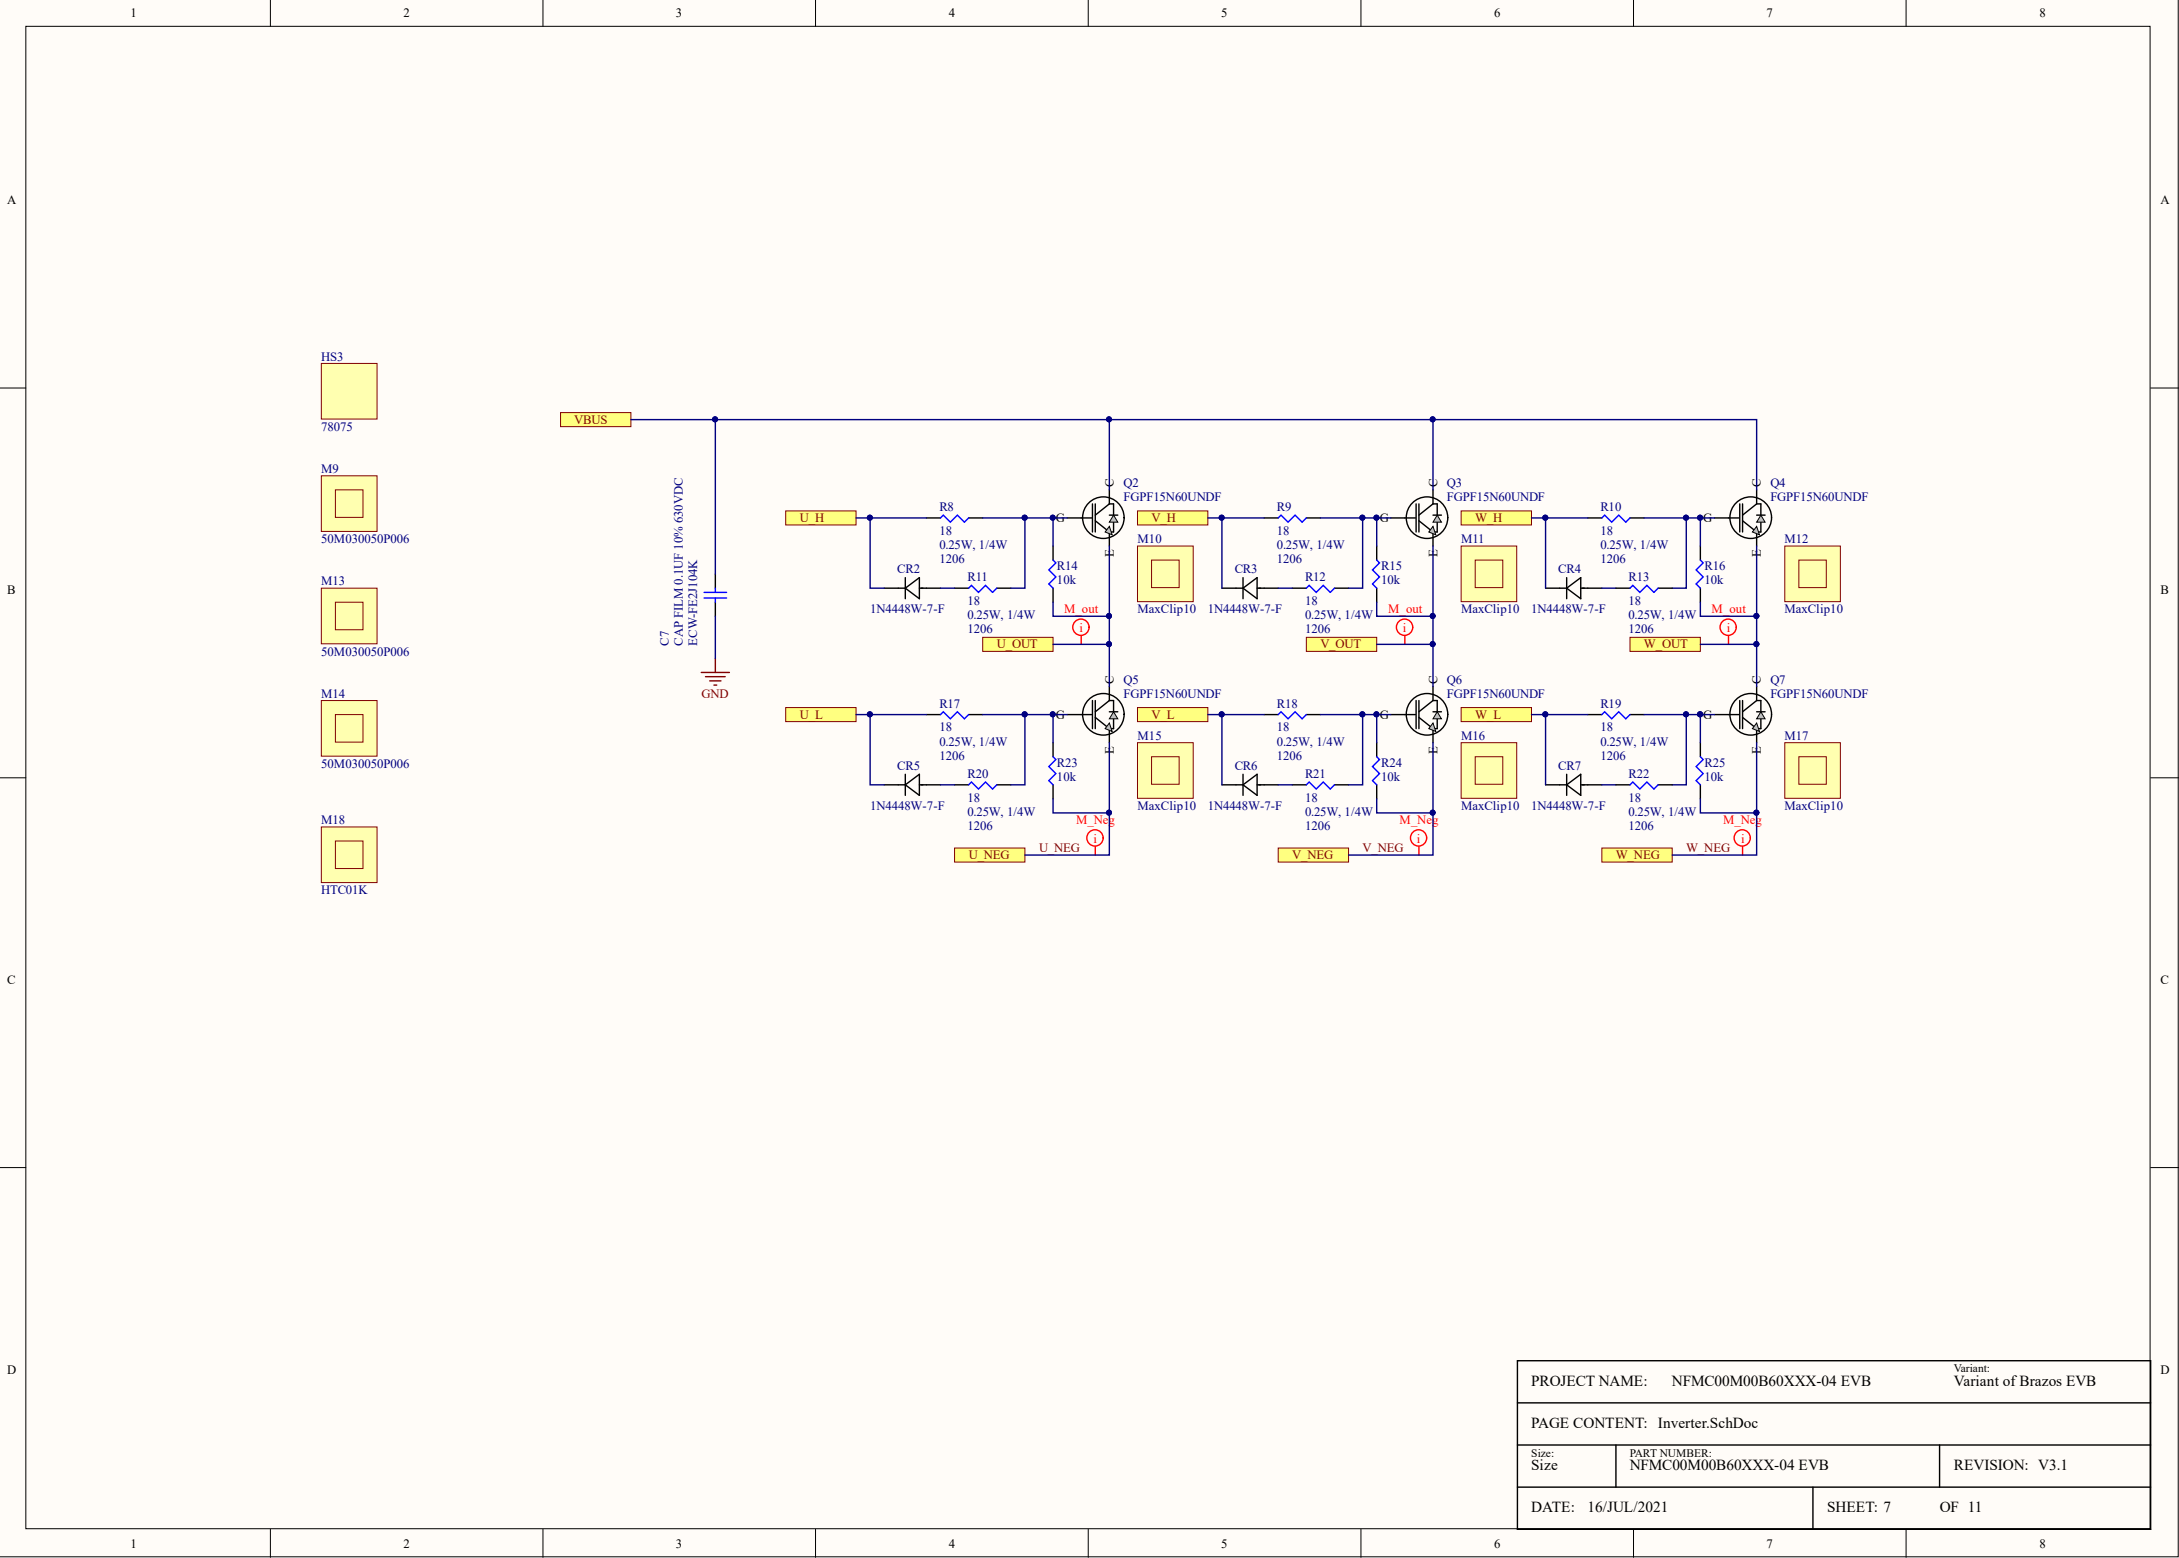 1 2 3 4 5 6 7 8
A A
HS3
78075
VBUS
M9
50M030050P006
M13
50M030050P006
M14
50M030050P006
M18
HTC01K
C7
CAP FILM 0.1UF 10% 630VDC
ECW-FE2J104K
GND
B B
U_H
R8
18
0.25W, 1/4W
1206
CR2
1N4448W-7-F
R11
18
0.25W, 1/4W
1206
R14
10k
G
C
E
Q2
FGPF15N60UNDF
M_out
i
U_OUT
M10
MaxClip10
V_H
R9
18
0.25W, 1/4W
1206
CR3
1N4448W-7-F
R12
18
0.25W, 1/4W
1206
R15
10k
G
C
E
Q3
FGPF15N60UNDF
M_out
i
V_OUT
M11
MaxClip10
W_H
R10
18
0.25W, 1/4W
1206
CR4
1N4448W-7-F
R13
18
0.25W, 1/4W
1206
R16
10k
G
C
E
Q4
FGPF15N60UNDF
M_out
i
W_OUT
M12
MaxClip10
U_L
R17
18
0.25W, 1/4W
1206
CR5
1N4448W-7-F
R20
18
0.25W, 1/4W
1206
R23
10k
G
C
E
Q5
FGPF15N60UNDF
M_Neg
i
U_NEG
U_NEG
M15
MaxClip10
V_L
R18
18
0.25W, 1/4W
1206
CR6
1N4448W-7-F
R21
18
0.25W, 1/4W
1206
R24
10k
G
C
E
Q6
FGPF15N60UNDF
M_Neg
i
V_NEG
V_NEG
M16
MaxClip10
W_L
R19
18
0.25W, 1/4W
1206
CR7
1N4448W-7-F
R22
18
0.25W, 1/4W
1206
R25
10k
G
C
E
Q7
FGPF15N60UNDF
M_Neg
i
W_NEG
W_NEG
M17
MaxClip10
C C
D D
PROJECT NAME: NFMC00M00B60XXX-04 EVB
Variant:
Variant of Brazos EVB
PAGE CONTENT: Inverter.SchDoc
Size:
Size
PART NUMBER:
NFMC00M00B60XXX-04 EVB
REVISION: V3.1
DATE: 16/JUL/2021
SHEET: 7 OF 11
1 2 3 4 5 6 7 8